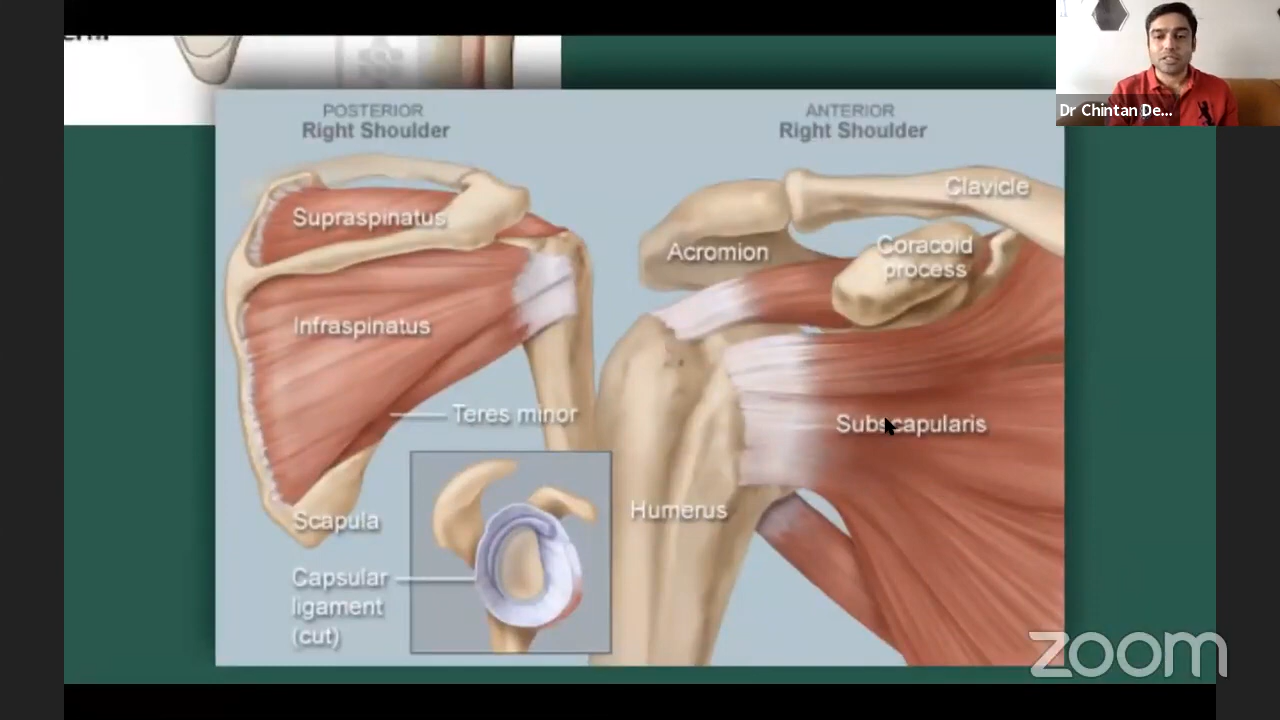 POSTERIOR
Right Shoulder
ANTERIOR
Right Shoulder
Supraspinatus
Infraspinatus
Teres minor
Scapula
Capsular
ligament
(cut)
Clavicle
Acromion
Coracoid
process
Subscapularis
Humerus
Dr Chintan De...
zoom